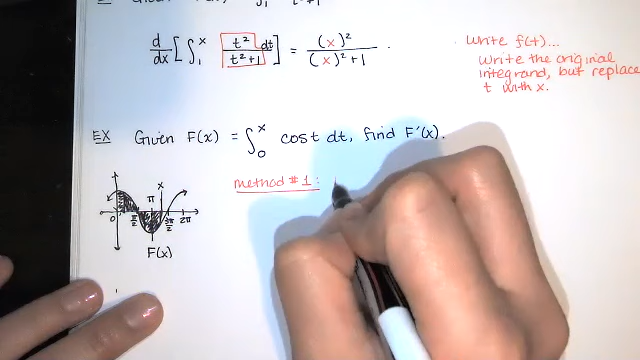 d/dx [ ∫₁ˣ t²/t²+1 dt ] = (x)²/(x)²+1 .
. Write f(t)...
Write the original
integrand, but replace
t with x.
EX Given F(x) = ∫₀ˣ cost dt, find F'(x).
method #1:
x
π
0 π/2 3π/2 2π
F(x)